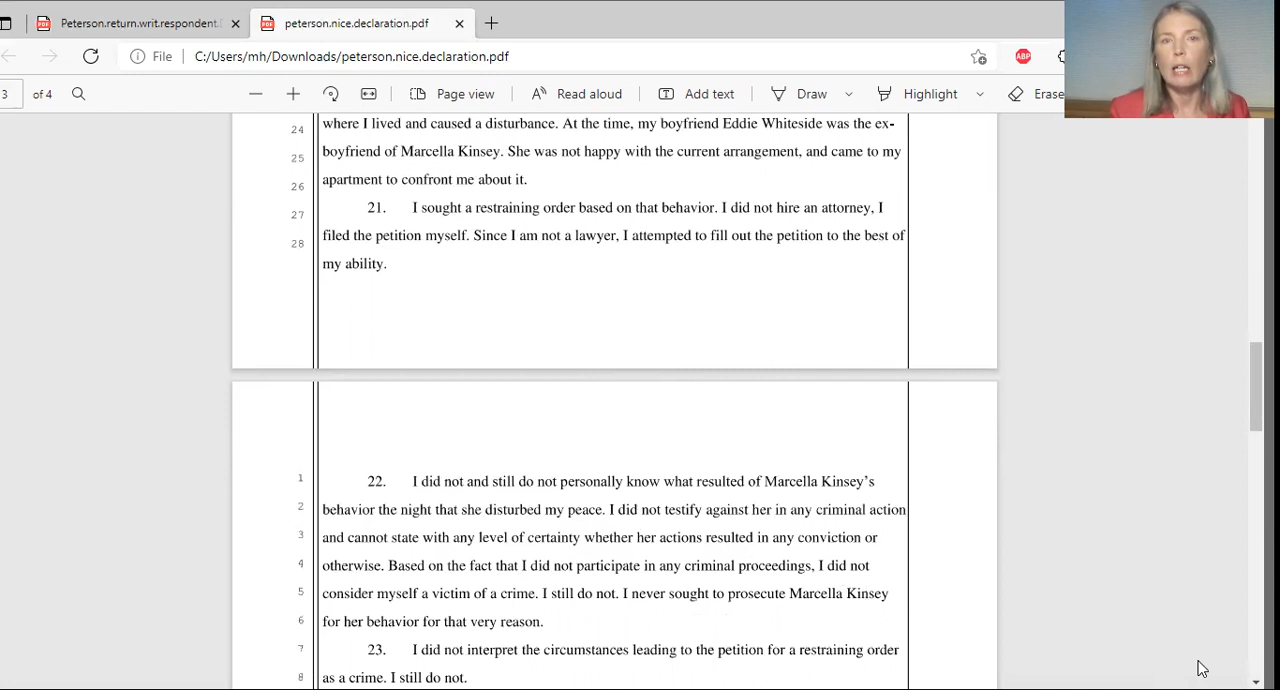 Peterson.return.writ.respondent.
peterson.nice.declaration.pdf
File C:/Users/mh/Downloads/peterson.nice.declaration.pdf
ABP
3 of 4 Page view Read aloud Add text Draw Highlight Erase
24 where I lived and caused a disturbance. At the time, my boyfriend Eddie Whiteside was the ex-
25 boyfriend of Marcella Kinsey. She was not happy with the current arrangement, and came to my
26 apartment to confront me about it.
27 21. I sought a restraining order based on that behavior. I did not hire an attorney, I
28 filed the petition myself. Since I am not a lawyer, I attempted to fill out the petition to the best of
my ability.
1 22. I did not and still do not personally know what resulted of Marcella Kinsey's
2 behavior the night that she disturbed my peace. I did not testify against her in any criminal action
3 and cannot state with any level of certainty whether her actions resulted in any conviction or
4 otherwise. Based on the fact that I did not participate in any criminal proceedings, I did not
5 consider myself a victim of a crime. I still do not. I never sought to prosecute Marcella Kinsey
6 for her behavior for that very reason.
7 23. I did not interpret the circumstances leading to the petition for a restraining order
8 as a crime. I still do not.